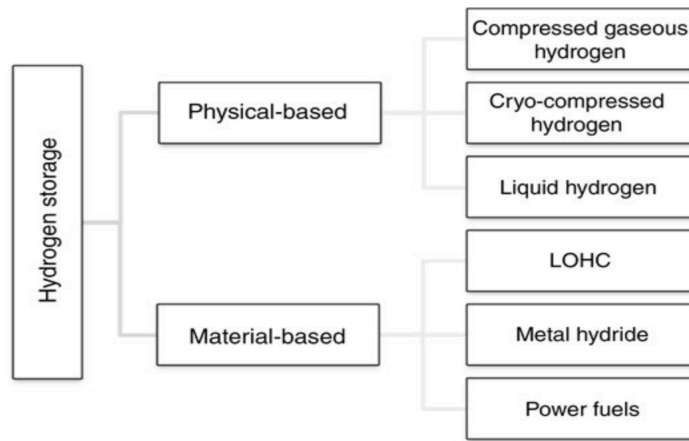 Hydrogen storage
Physical-based
Compressed gaseous
hydrogen
Cryo-compressed
hydrogen
Liquid hydrogen
Material-based
LOHC
Metal hydride
Power fuels